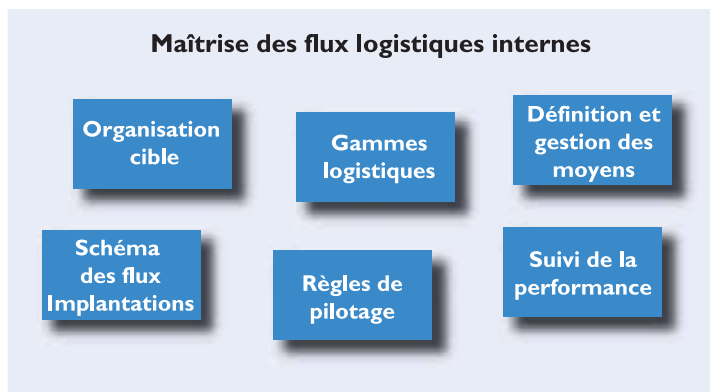 Maîtrise des flux logistiques internes
Organisation
cible
Gammes
logistiques
Définition et
gestion des
moyens
Schéma
des flux
Implantations
Règles de
pilotage
Suivi de la
performance